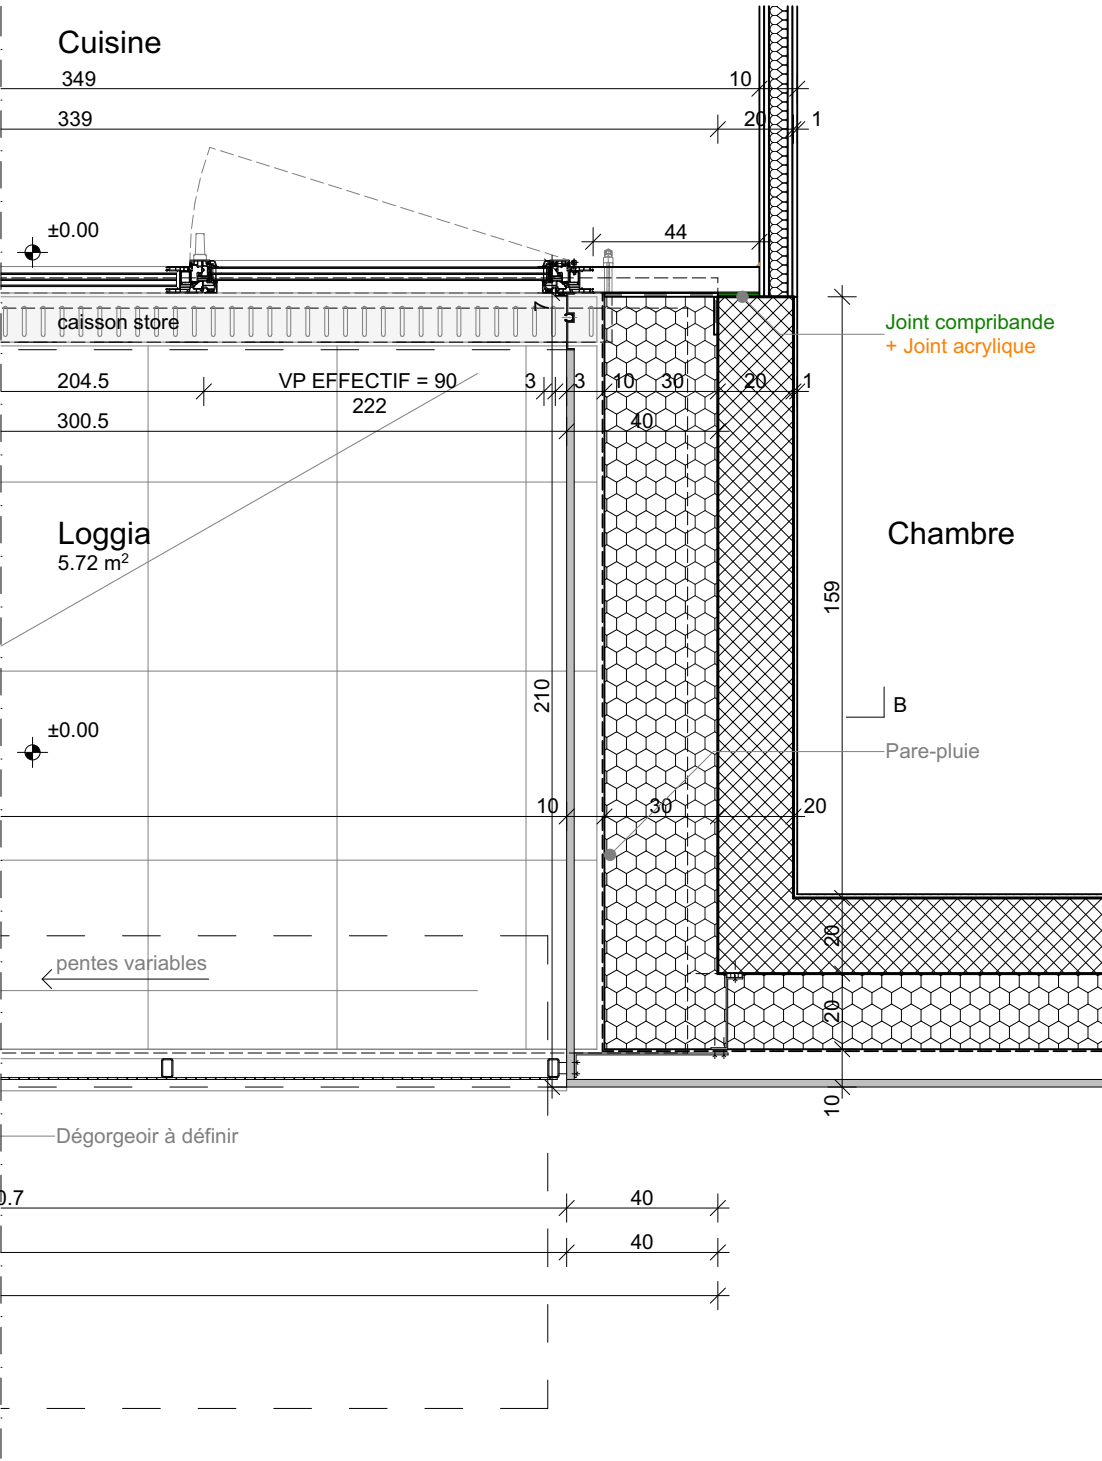 Cuisine
349
10
339
20
1
±0.00
44
7
caisson store
Joint compribande
+ Joint acrylique
204.5
VP EFFECTIF = 90
3
3
10
30
20
1
222
300.5
40
Loggia
5.72 m²
Chambre
159
210
B
±0.00
Pare-pluie
10
30
20
20
pentes variables
20
10
Dégorgeoir à définir
0.7
40
40